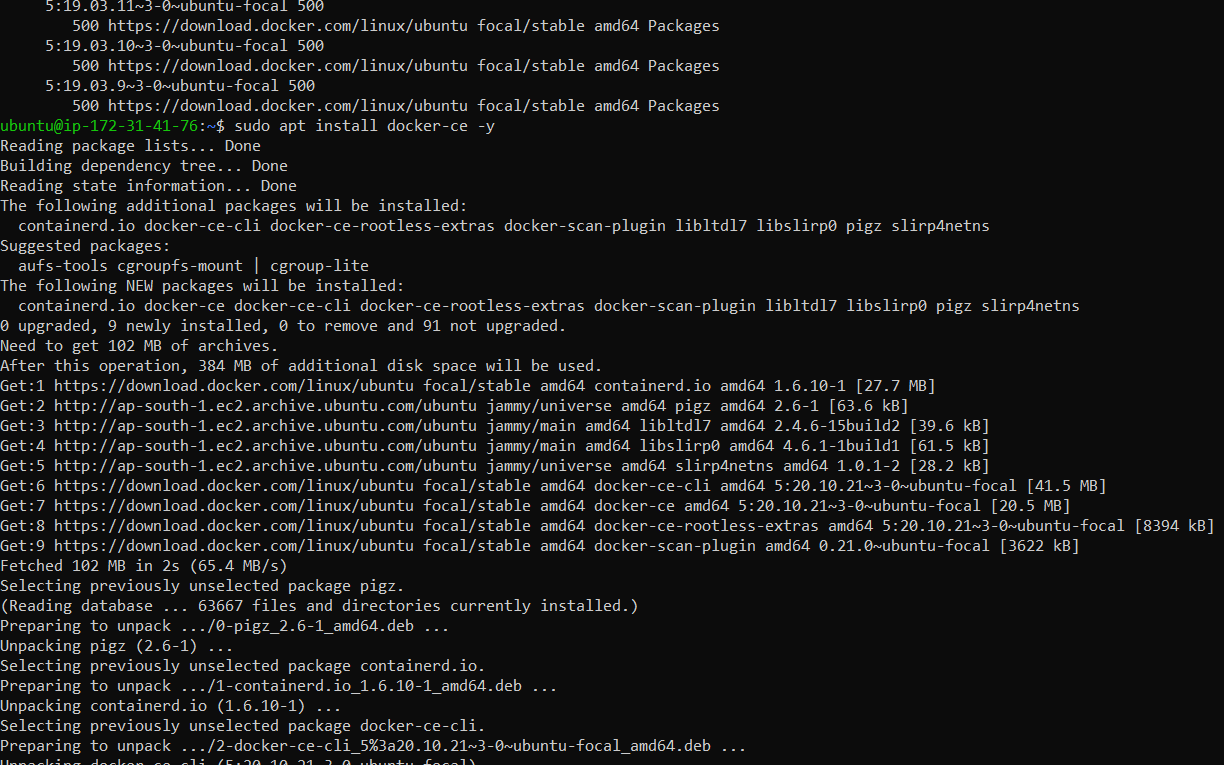 5:19.03.11~3-0~ubuntu-focal 500
500 https://download.docker.com/linux/ubuntu focal/stable amd64 Packages
5:19.03.10~3-0~ubuntu-focal 500
500 https://download.docker.com/linux/ubuntu focal/stable amd64 Packages
5:19.03.9~3-0~ubuntu-focal 500
500 https://download.docker.com/linux/ubuntu focal/stable amd64 Packages
ubuntu@ip-172-31-41-76:~$ sudo apt install docker-ce -y
Reading package lists... Done
Building dependency tree... Done
Reading state information... Done
The following additional packages will be installed:
containerd.io docker-ce-cli docker-ce-rootless-extras docker-scan-plugin libltdl7 libslirp0 pigz slirp4netns
Suggested packages:
aufs-tools cgroupfs-mount | cgroup-lite
The following NEW packages will be installed:
containerd.io docker-ce docker-ce-cli docker-ce-rootless-extras docker-scan-plugin libltdl7 libslirp0 pigz slirp4netns
0 upgraded, 9 newly installed, 0 to remove and 91 not upgraded.
Need to get 102 MB of archives.
After this operation, 384 MB of additional disk space will be used.
Get:1 https://download.docker.com/linux/ubuntu focal/stable amd64 containerd.io amd64 1.6.10-1 [27.7 MB]
Get:2 http://ap-south-1.ec2.archive.ubuntu.com/ubuntu jammy/universe amd64 pigz amd64 2.6-1 [63.6 kB]
Get:3 http://ap-south-1.ec2.archive.ubuntu.com/ubuntu jammy/main amd64 libltdl7 amd64 2.4.6-15build2 [39.6 kB]
Get:4 http://ap-south-1.ec2.archive.ubuntu.com/ubuntu jammy/main amd64 libslirp0 amd64 4.6.1-1build1 [61.5 kB]
Get:5 http://ap-south-1.ec2.archive.ubuntu.com/ubuntu jammy/universe amd64 slirp4netns amd64 1.0.1-2 [28.2 kB]
Get:6 https://download.docker.com/linux/ubuntu focal/stable amd64 docker-ce-cli amd64 5:20.10.21~3-0~ubuntu-focal [41.5 MB]
Get:7 https://download.docker.com/linux/ubuntu focal/stable amd64 docker-ce amd64 5:20.10.21~3-0~ubuntu-focal [20.5 MB]
Get:8 https://download.docker.com/linux/ubuntu focal/stable amd64 docker-ce-rootless-extras amd64 5:20.10.21~3-0~ubuntu-focal [8394 kB]
Get:9 https://download.docker.com/linux/ubuntu focal/stable amd64 docker-scan-plugin amd64 0.21.0~ubuntu-focal [3622 kB]
Fetched 102 MB in 2s (65.4 MB/s)
Selecting previously unselected package pigz.
(Reading database ... 63667 files and directories currently installed.)
Preparing to unpack .../0-pigz_2.6-1_amd64.deb ...
Unpacking pigz (2.6-1) ...
Selecting previously unselected package containerd.io.
Preparing to unpack .../1-containerd.io_1.6.10-1_amd64.deb ...
Unpacking containerd.io (1.6.10-1) ...
Selecting previously unselected package docker-ce-cli.
Preparing to unpack .../2-docker-ce-cli_5%3a20.10.21~3-0~ubuntu-focal_amd64.deb ...
Unpacking docker-ce-cli (5:20.10.21~3-0~ubuntu-focal)